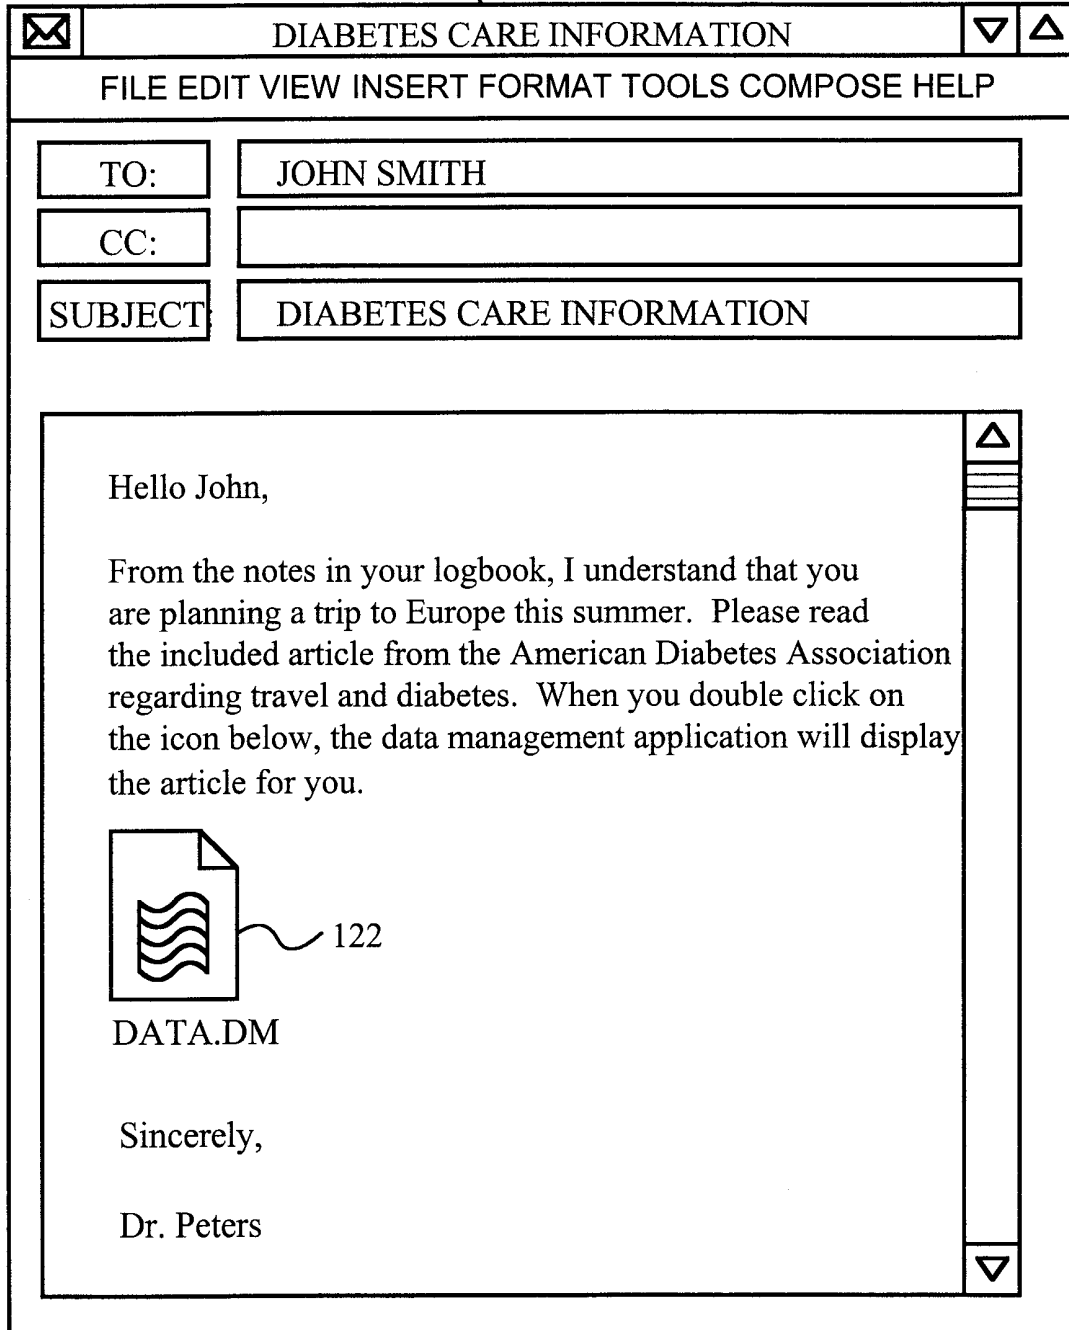 DIABETES CARE INFORMATION
FILE EDIT VIEW INSERT FORMAT TOOLS COMPOSE HELP
TO: JOHN SMITH
CC:
SUBJECT: DIABETES CARE INFORMATION
Hello John,
From the notes in your logbook, I understand that you
are planning a trip to Europe this summer. Please read
the included article from the American Diabetes Association
regarding travel and diabetes. When you double click on
the icon below, the data management application will display
the article for you.
122
DATA.DM
Sincerely,
Dr. Peters